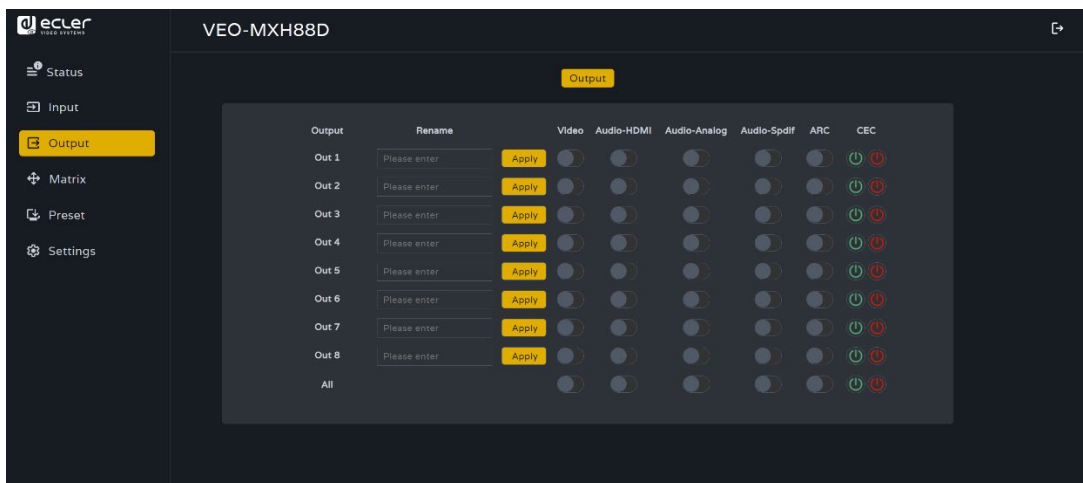 ecler
VIDEO SYSTEMS
VEO-MXH88D
Status
Input
Output
Matrix
Preset
Settings
Output
Output Rename Video Audio-HDMI Audio-Analog Audio-Spdif ARC CEC
Out 1 Please enter Apply
Out 2 Please enter Apply
Out 3 Please enter Apply
Out 4 Please enter Apply
Out 5 Please enter Apply
Out 6 Please enter Apply
Out 7 Please enter Apply
Out 8 Please enter Apply
All